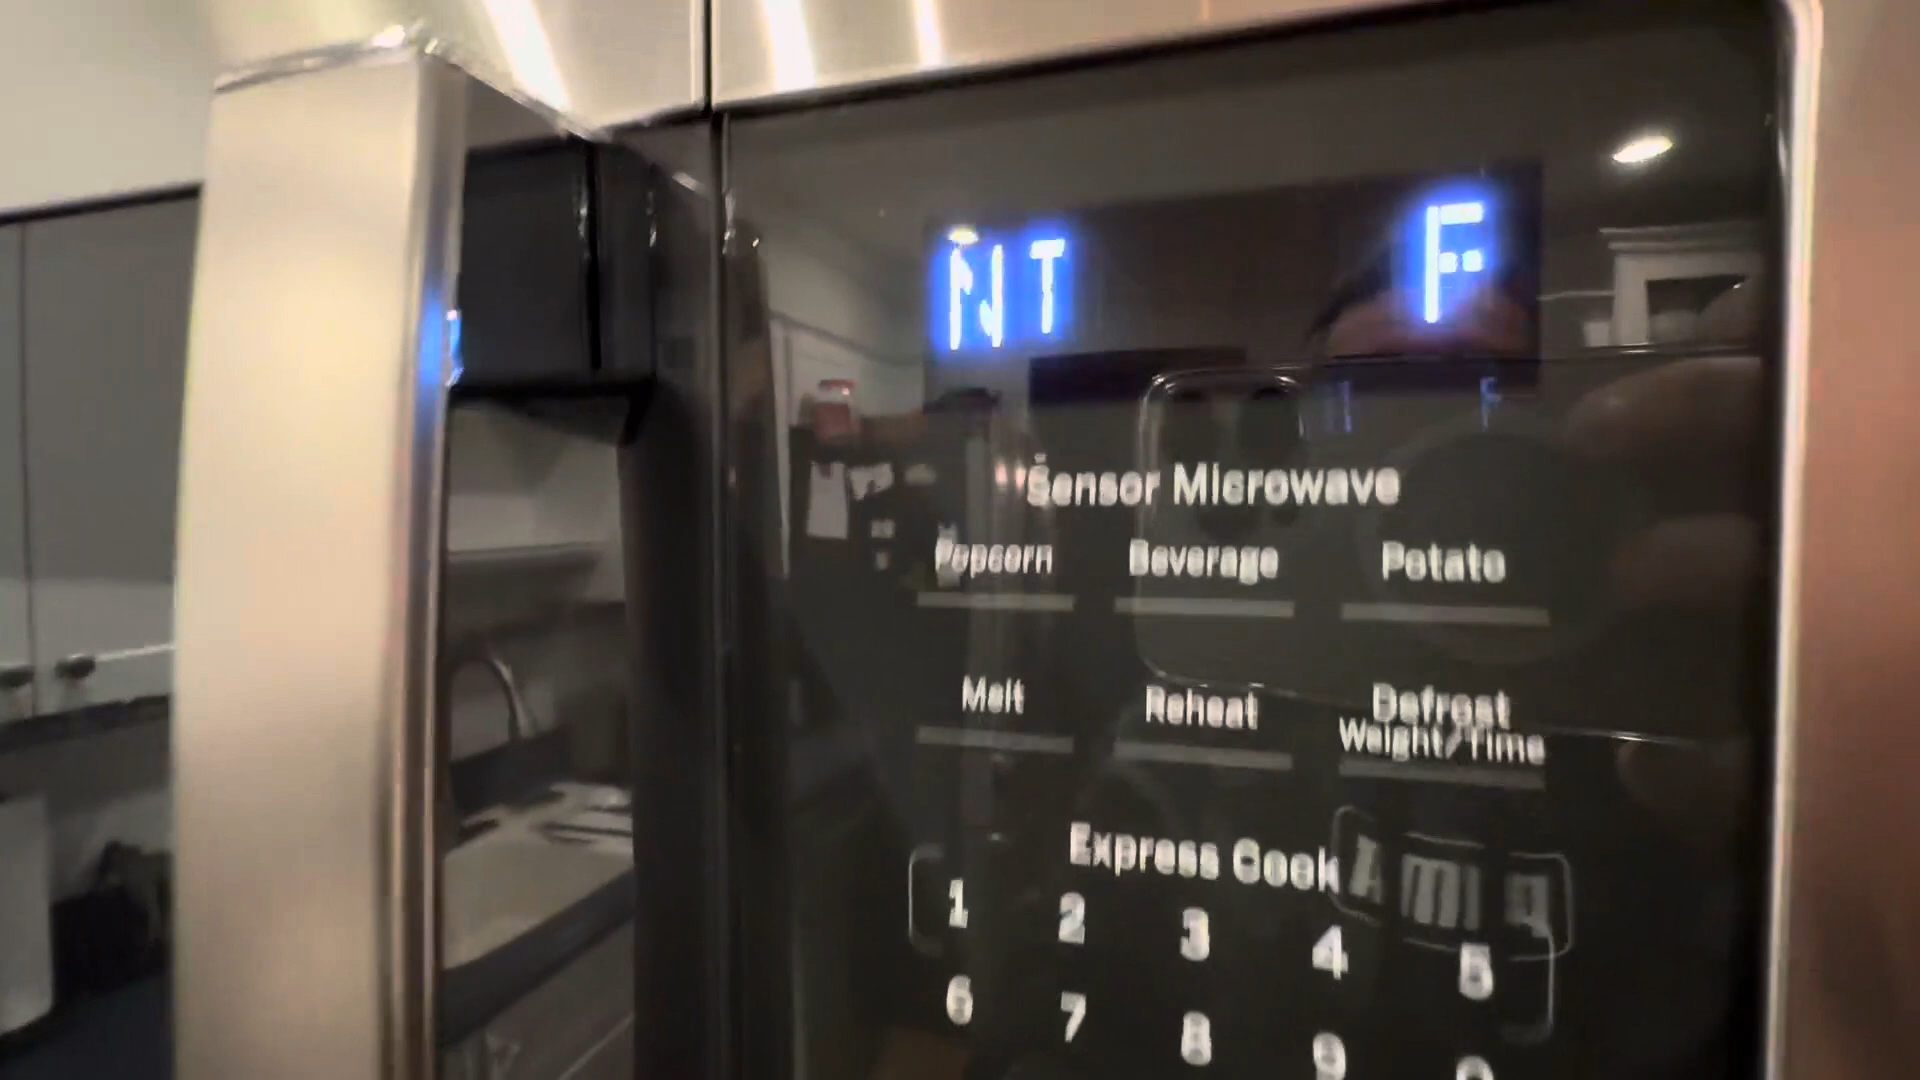 NT F
Sensor Microwave
Popcorn Beverage Potato
Melt Reheat Defrost
Weight/Time
Express Cook
1 2 3 4 5
6 7 8 9 0